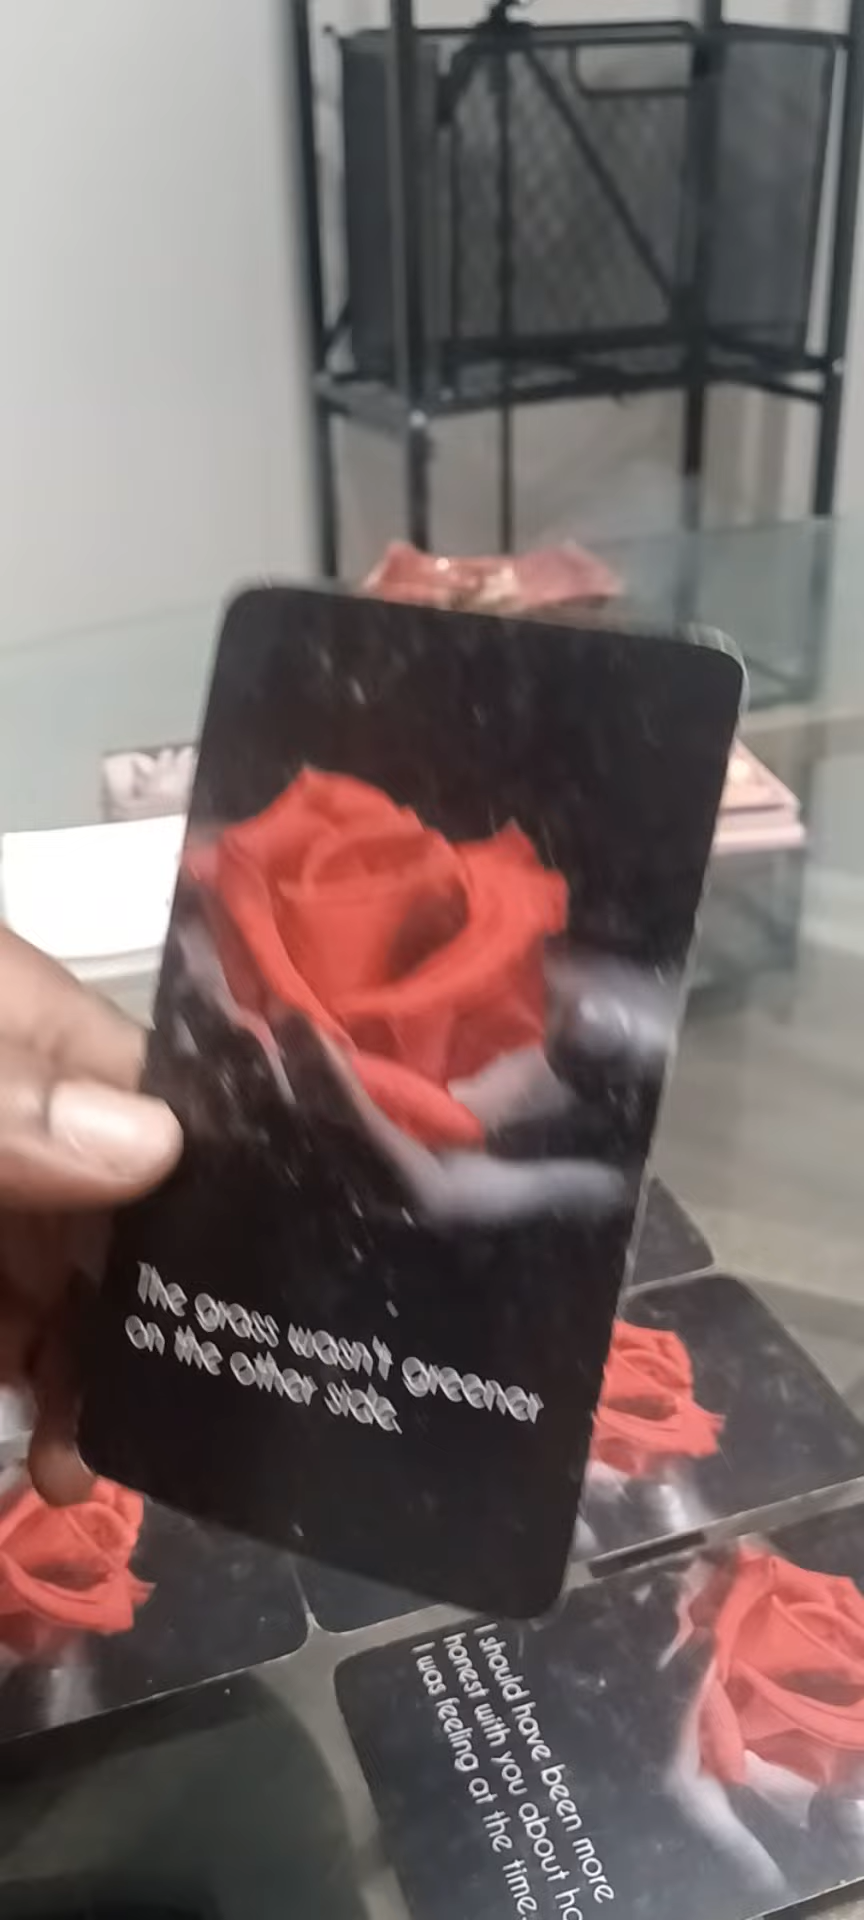 The grass wasn't greener
on the other side
I should have been more
honest with you about
I was feeling at the time.